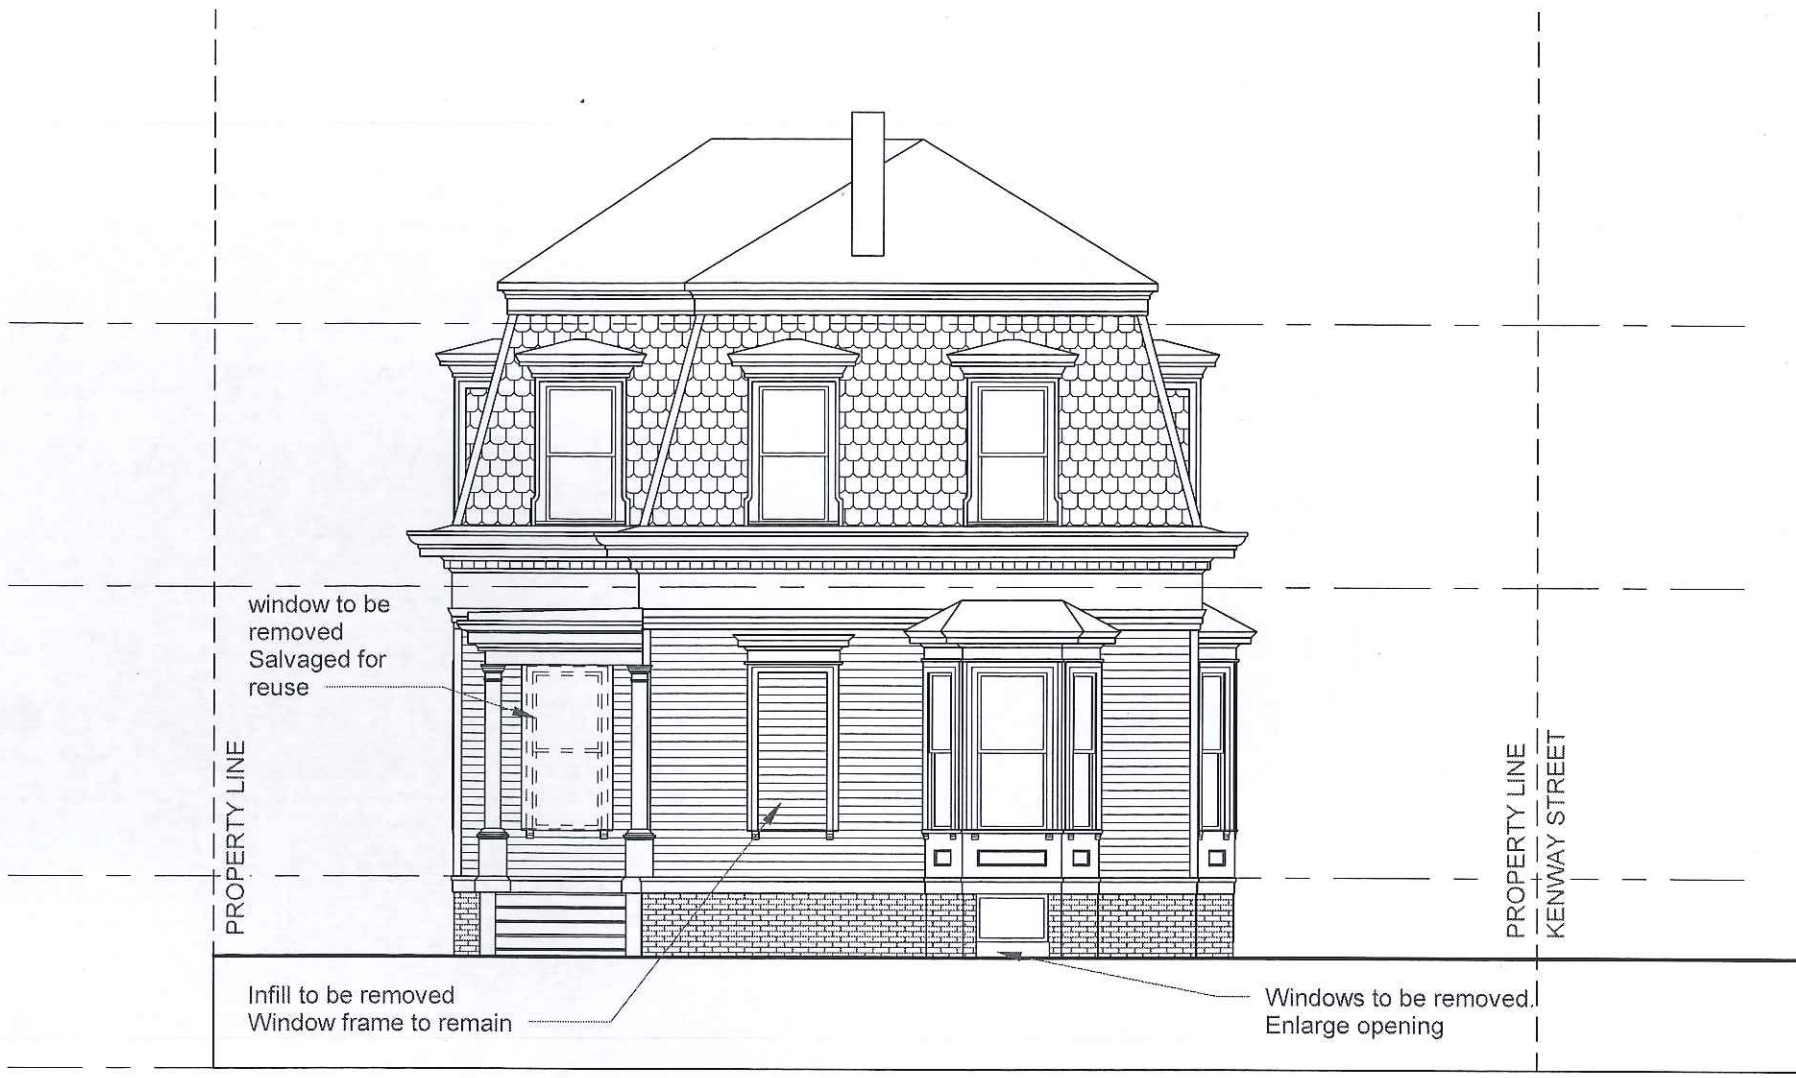 window to be
removed
Salvaged for
reuse
PROPERTY LINE
PROPERTY LINE
KENWAY STREET
Infill to be removed
Window frame to remain
Windows to be removed.
Enlarge opening